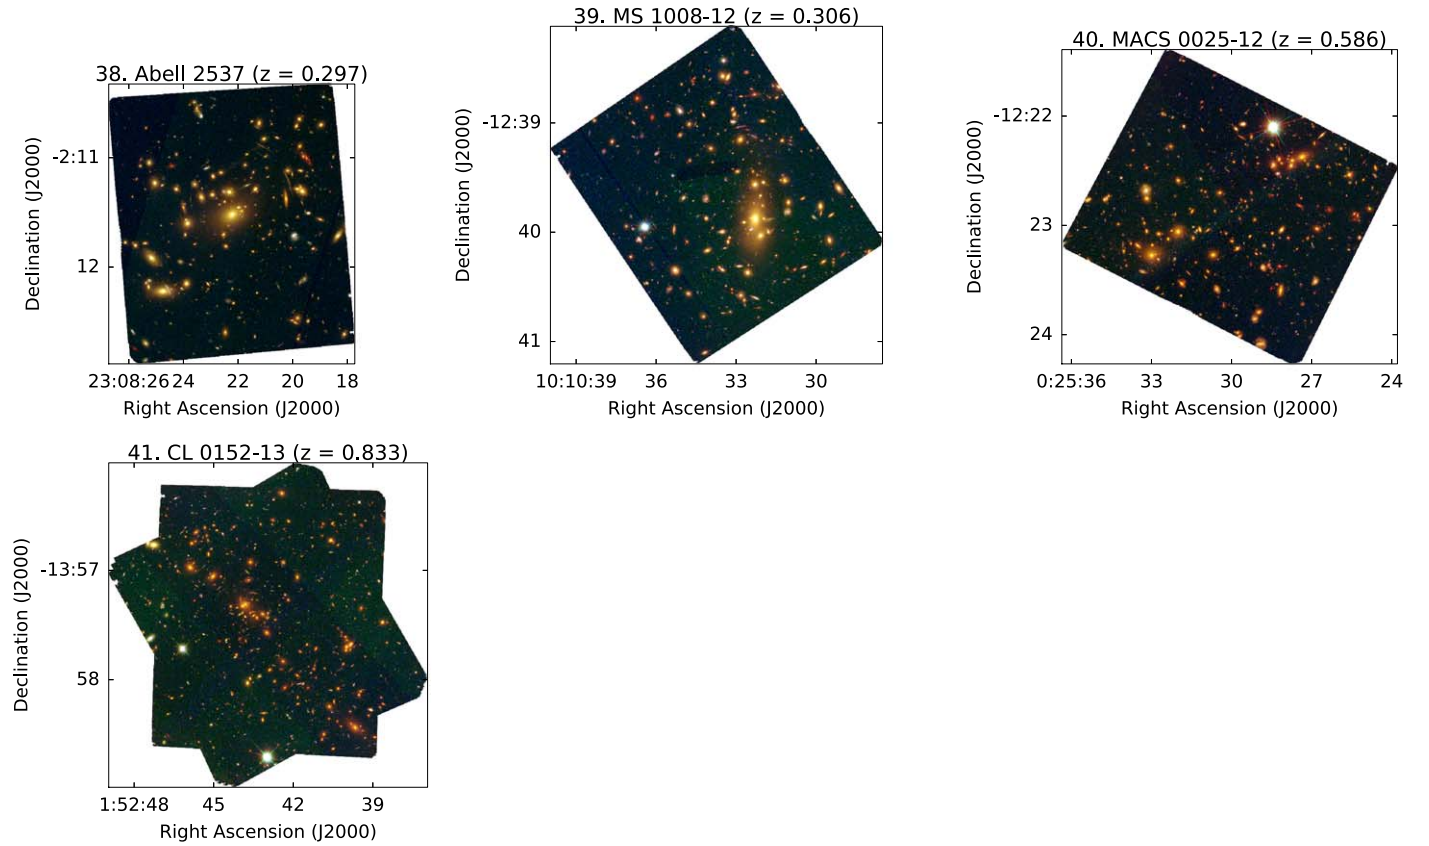 38. Abell 2537 (z = 0.297)
Declination (J2000)
-2:11
12
23:08:26 24 22 20 18
Right Ascension (J2000)
39. MS 1008-12 (z = 0.306)
Declination (J2000)
-12:39
40
41
10:10:39 36 33 30
Right Ascension (J2000)
40. MACS 0025-12 (z = 0.586)
Declination (J2000)
-12:22
23
24
0:25:36 33 30 27 24
Right Ascension (J2000)
41. CL 0152-13 (z = 0.833)
Declination (J2000)
-13:57
58
1:52:48 45 42 39
Right Ascension (J2000)